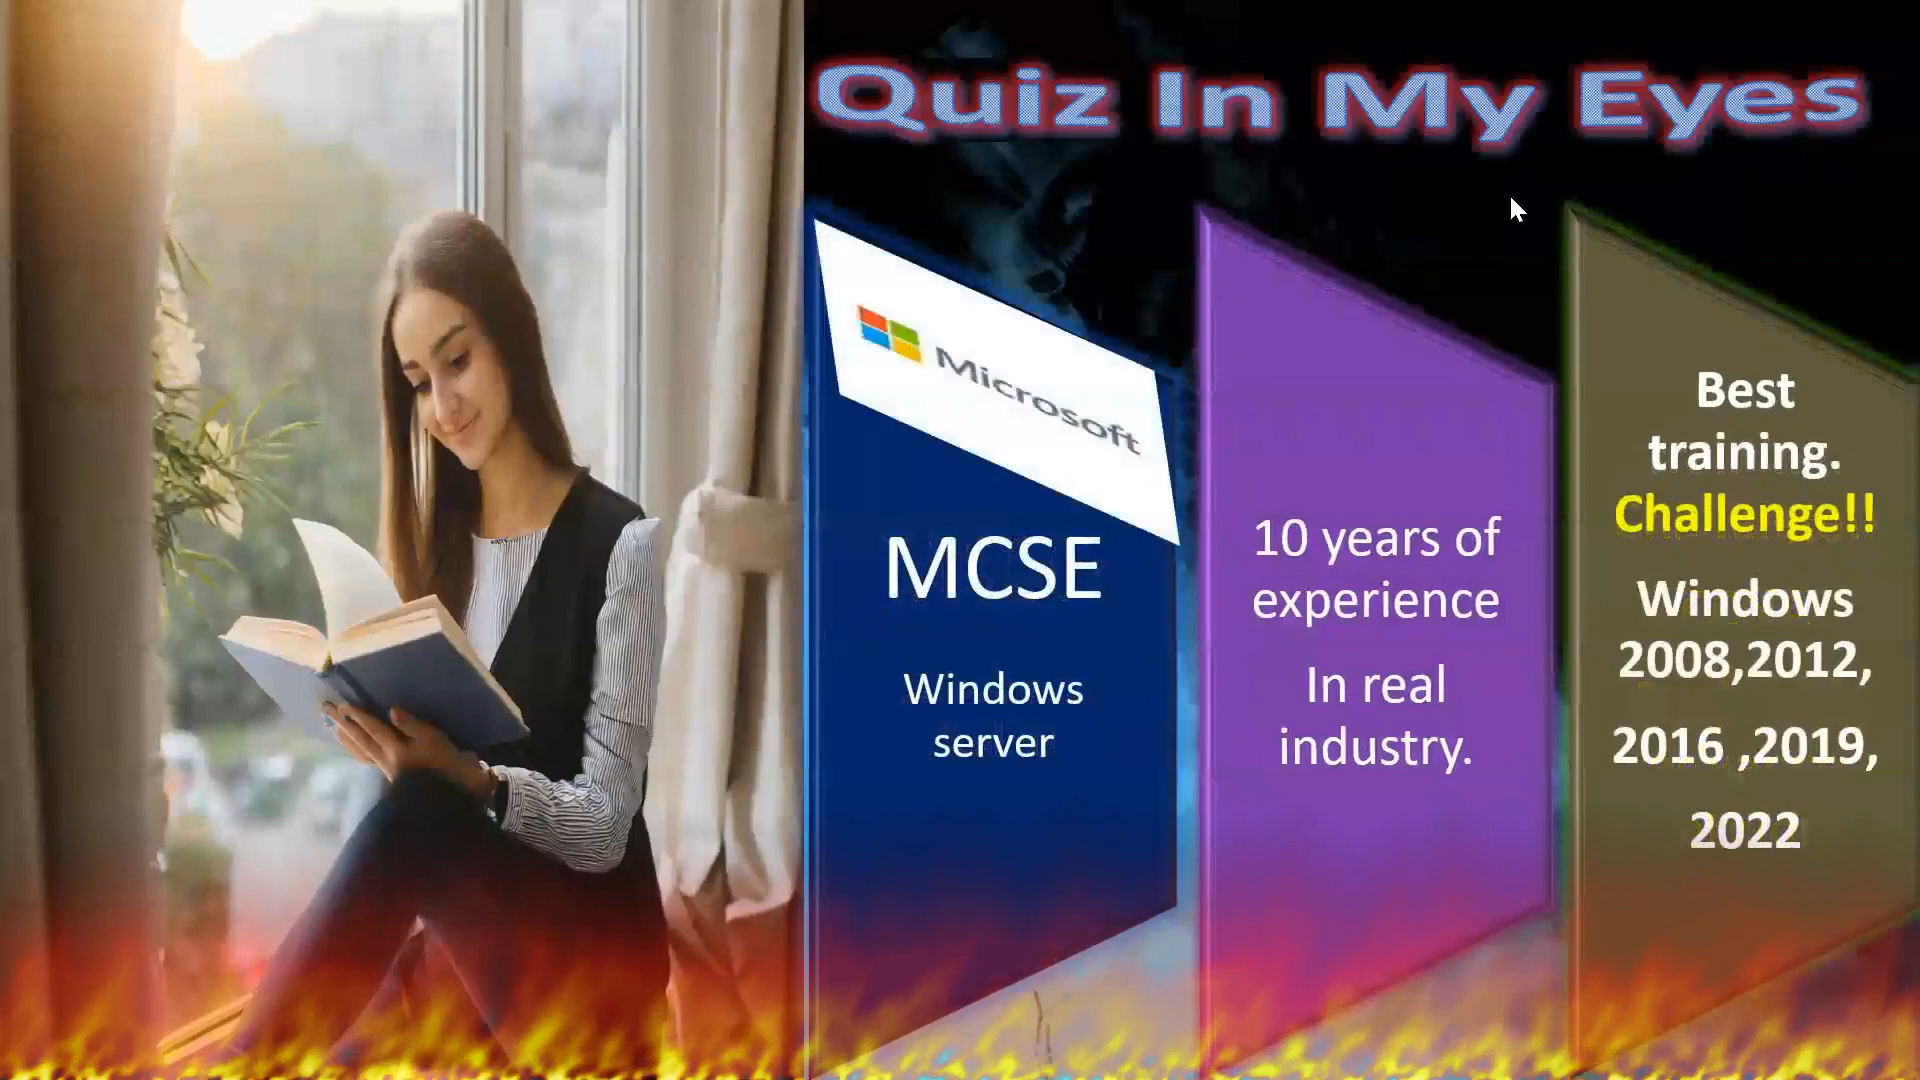 Quiz In My Eyes
Microsoft
MCSE
Windows
server
10 years of
experience
In real
industry.
Best
training.
Challenge!!
Windows
2008,2012,
2016 ,2019,
2022